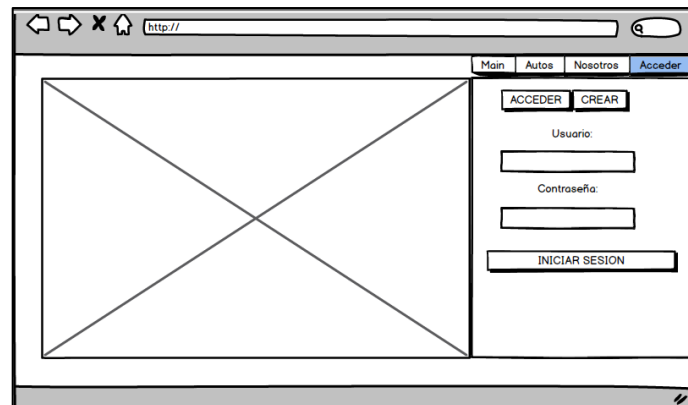 http://
Main Autos Nosotros Acceder
ACCEDER CREAR
Usuario:
Contraseña:
INICIAR SESION